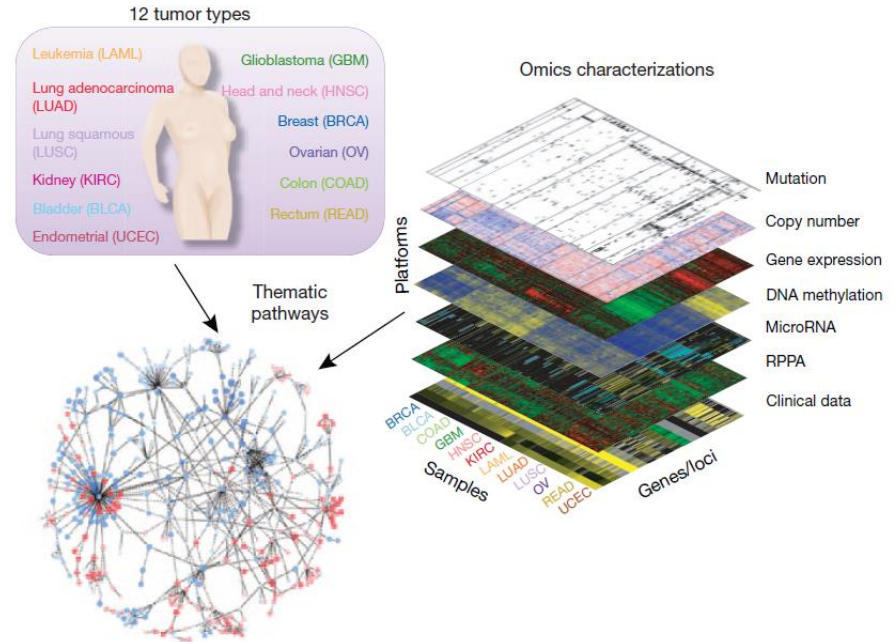 12 tumor types
Leukemia (LAML)
Lung adenocarcinoma
(LUAD)
Lung squamous
(LUSC)
Kidney (KIRC)
Bladder (BLCA)
Endometrial (UCEC)
Glioblastoma (GBM)
Head and neck (HNSC)
Breast (BRCA)
Ovarian (OV)
Colon (COAD)
Rectum (READ)
Omics characterizations
Mutation
Copy number
Gene expression
DNA methylation
MicroRNA
RPPA
Clinical data
Platforms
BRCA
BLCA
COAD
GBM
HNSC
KIRC
LAML
LUAD
LUSC
OV
READ
UCEC
Samples
Genes/loci
Thematic
pathways